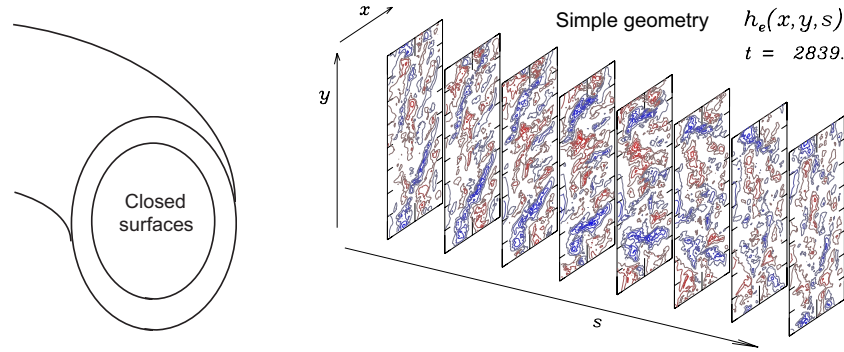 Closed
surfaces
x
y
s
Simple geometry
h_e(x,y,s)
t = 2839.